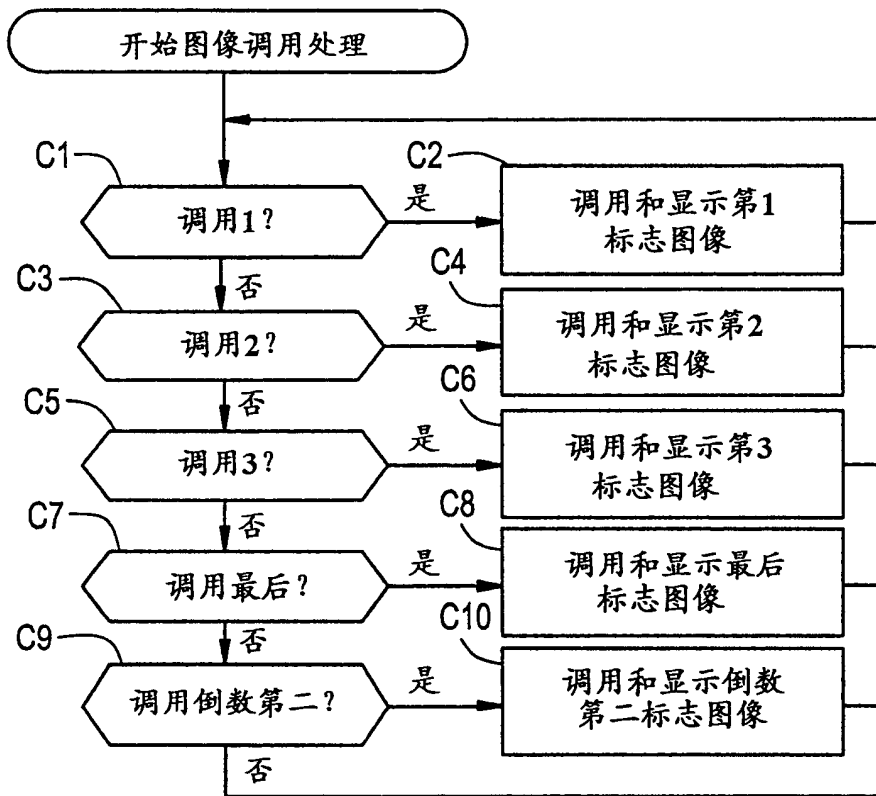 开始图像调用处理
C1
C2
调用1?
是
调用和显示第1
标志图像
否
C3
C4
调用2?
是
调用和显示第2
标志图像
否
C5
C6
调用3?
是
调用和显示第3
标志图像
否
C7
C8
调用最后?
是
调用和显示最后
标志图像
否
C9
C10
调用倒数第二?
是
调用和显示倒数
第二标志图像
否